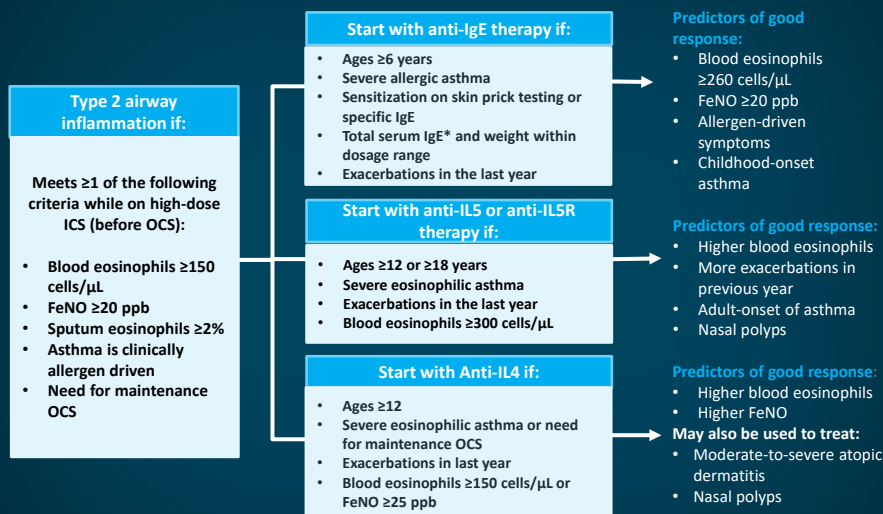 Type 2 airway
inflammation if:
Meets ≥1 of the following
criteria while on high-dose
ICS (before OCS):
• Blood eosinophils ≥150
cells/μL
• FeNO ≥20 ppb
• Sputum eosinophils ≥2%
• Asthma is clinically
allergen driven
• Need for maintenance
OCS
Start with anti-IgE therapy if:
• Ages ≥6 years
• Severe allergic asthma
• Sensitization on skin prick testing or
specific IgE
• Total serum IgE* and weight within
dosage range
• Exacerbations in the last year
Predictors of good
response:
• Blood eosinophils
≥260 cells/μL
• FeNO ≥20 ppb
• Allergen-driven
symptoms
• Childhood-onset
asthma
Start with anti-IL5 or anti-IL5R
therapy if:
• Ages ≥12 or ≥18 years
• Severe eosinophilic asthma
• Exacerbations in the last year
• Blood eosinophils ≥300 cells/μL
Predictors of good response:
• Higher blood eosinophils
• More exacerbations in
previous year
• Adult-onset of asthma
• Nasal polyps
Start with Anti-IL4 if:
• Ages ≥12
• Severe eosinophilic asthma or need
for maintenance OCS
• Exacerbations in last year
• Blood eosinophils ≥150 cells/μL or
FeNO ≥25 ppb
Predictors of good response:
• Higher blood eosinophils
• Higher FeNO
May also be used to treat:
• Moderate-to-severe atopic
dermatitis
• Nasal polyps